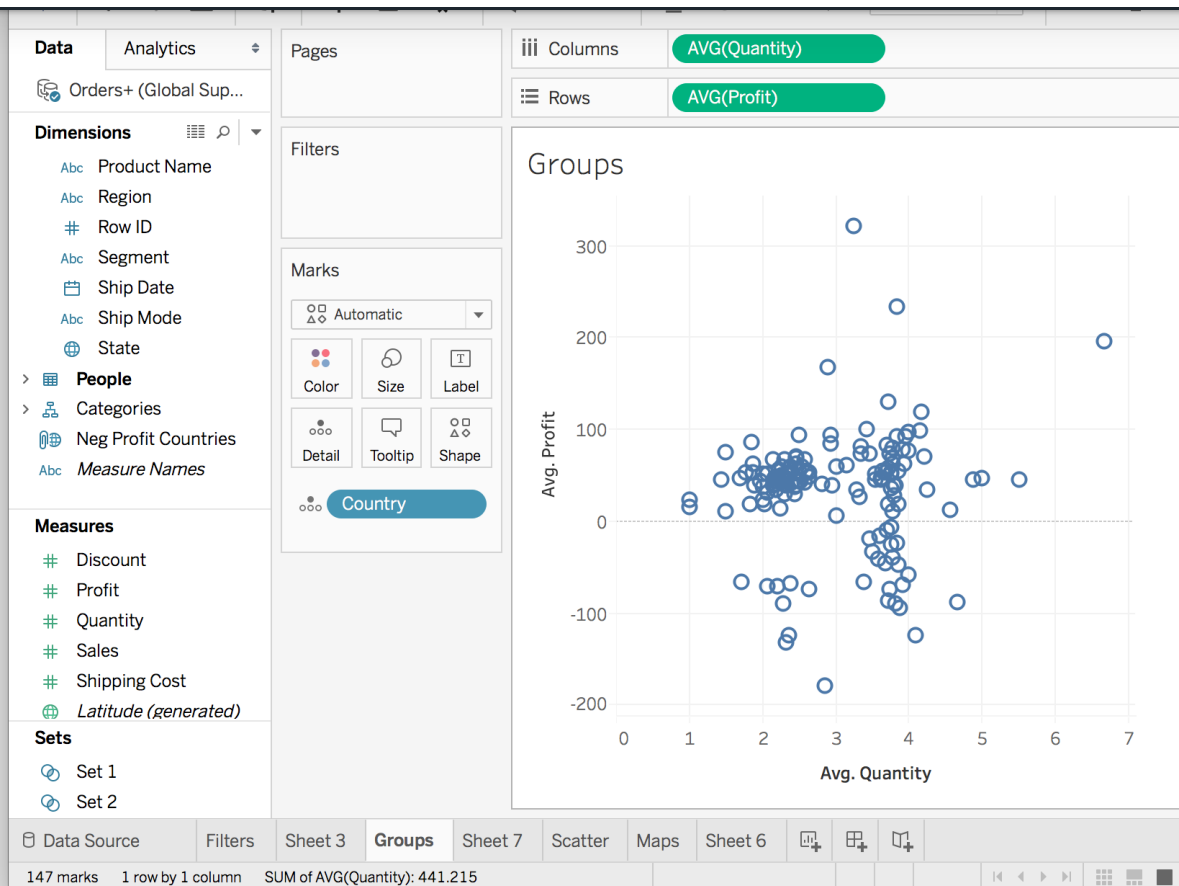 Data Analytics
Orders+ (Global Sup...
Dimensions
Abc Product Name
Abc Region
# Row ID
Abc Segment
Ship Date
Abc Ship Mode
State
People
Categories
Neg Profit Countries
Abc Measure Names
Measures
# Discount
# Profit
# Quantity
# Sales
# Shipping Cost
Latitude (generated)
Sets
Set 1
Set 2
Pages
Filters
Marks
Automatic
Color Size T Label
Detail Tooltip Shape
Country
Columns AVG(Quantity)
Rows AVG(Profit)
Groups
300
200
100
0
-100
-200
Avg. Profit
0 1 2 3 4 5 6 7
Avg. Quantity
Data Source Filters Sheet 3 Groups Sheet 7 Scatter Maps Sheet 6
147 marks 1 row by 1 column SUM of AVG(Quantity): 441.215